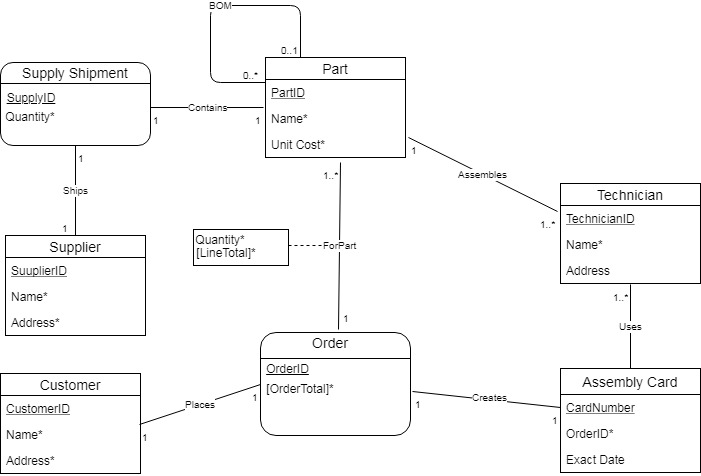 BOM
0..1
0..*
Supply Shipment
SupplyID
Quantity*
1
Contains
1
Part
PartID
Name*
Unit Cost*
1
Ships
1
1..*
1
Assembles
1..*
Technician
TechnicianID
Name*
Address
Supplier
SuuplierID
Name*
Address*
Quantity*
[LineTotal]*
ForPart
1
1..*
Uses
Order
OrderID
[OrderTotal]*
Customer
CustomerID
Name*
Address*
1
Places
1
1
Creates
1
Assembly Card
CardNumber
OrderID*
Exact Date